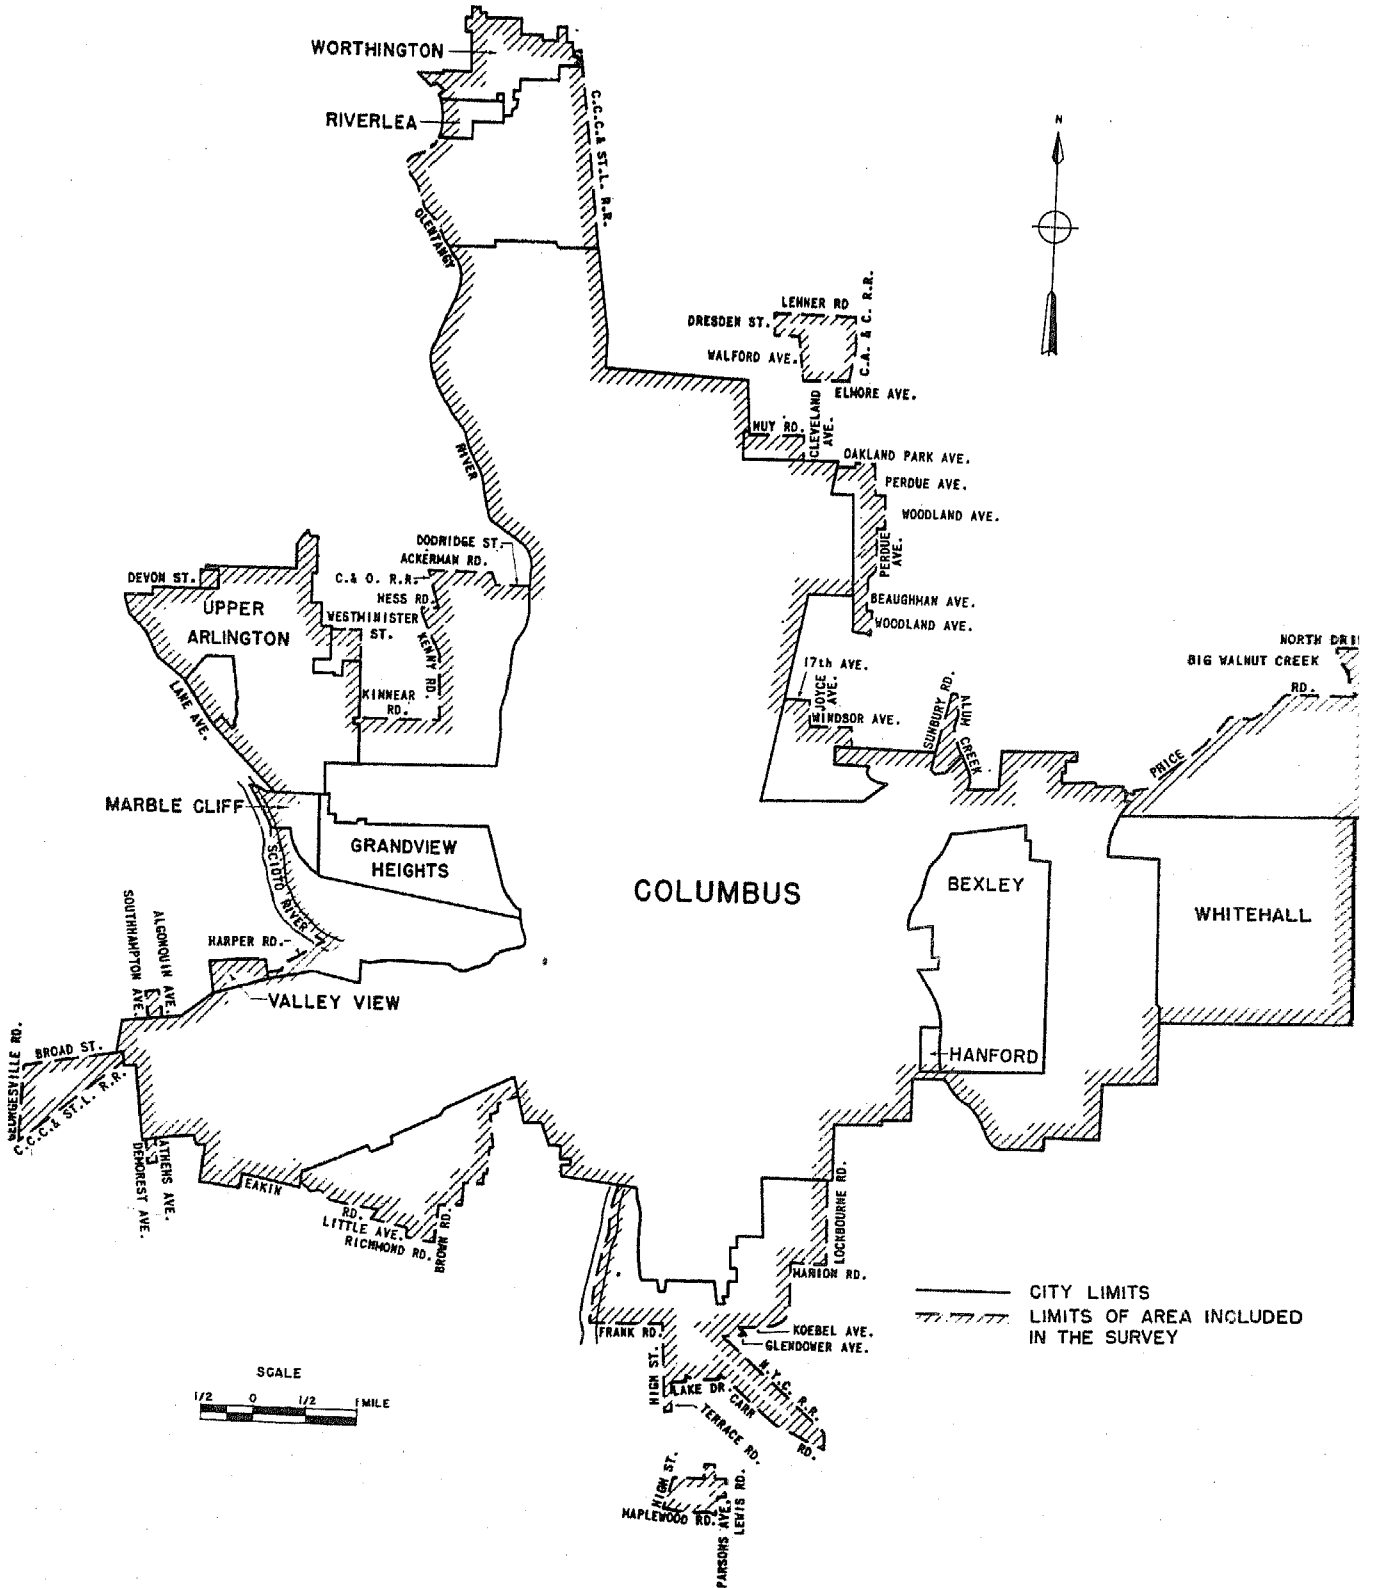 WORTHINGTON
RIVERLEA
C.C.C.& ST.L. R.R.
N
OLENTANGY
RIVER
LEHNER RD
DRESDEN ST.
WALFORD AVE.
C.A. & C. R.R.
ELMORE AVE.
CLEVELAND
AVE.
HUY RD.
OAKLAND PARK AVE.
PERDUE AVE.
WOODLAND AVE.
PERDUE
AVE.
BEAUGHMAN AVE.
WOODLAND AVE.
DODRIDGE ST.
ACKERMAN RD.
C.& O. R.R.
HESS RD.
WESTMINISTER
ST.
KENNY RD.
KINNEAR
RD.
DEVON ST.
UPPER
ARLINGTON
LANE AVE.
17th AVE.
JOYCE
AVE.
WINDSOR AVE.
SUNBURY RD.
ALUM CREEK
NORTH DRI
BIG WALNUT CREEK
RD.
PRICE
MARBLE CLIFF
GRANDVIEW
HEIGHTS
SCIOTO RIVER
COLUMBUS
BEXLEY
WHITEHALL
SOUTHHAMPTON AVE.
ALGONQUIN AVE.
HARPER RD.
VALLEY VIEW
HANFORD
GEORGESVILLE RD.
BROAD ST.
C.C.C.& ST.L. R.R.
DEMOREST AVE.
ATHENS AVE.
EAKIN
RD.
LITTLE AVE.
RICHMOND RD.
BROWN RD.
LOCKBOURNE RD.
MARION RD.
KOEBEL AVE.
GLENDOWER AVE.
FRANK RD.
HIGH ST.
LAKE DR.
N.Y.C. R.R.
CARR
RD.
TERRACE RD.
HIGH ST.
MAPLEWOOD RD.
PARSONS AVE.
LEWIS RD.
CITY LIMITS
LIMITS OF AREA INCLUDED
IN THE SURVEY
SCALE
1/2 0 1/2 1 MILE